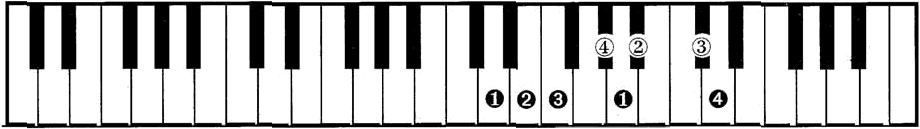 ④ ② ③
❶ ❷ ❸ ❶ ❹